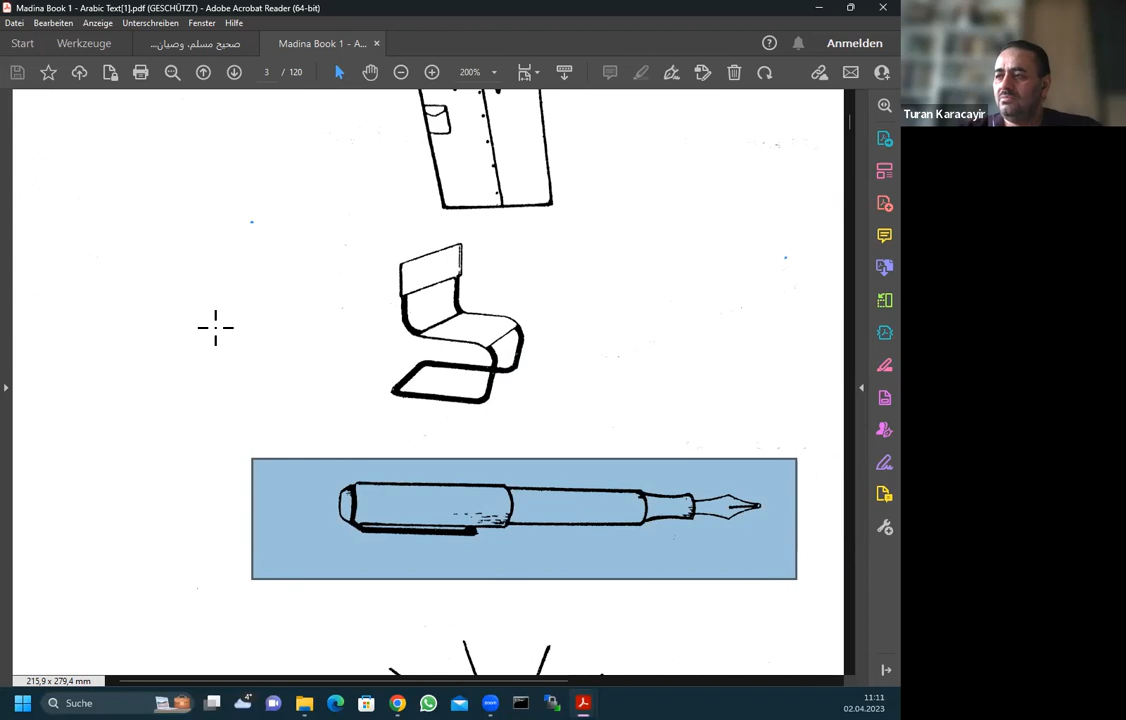 Madina Book 1 - Arabic Text[1].pdf (GESCHÜTZT) - Adobe Acrobat Reader (64-bit)
Datei Bearbeiten Anzeige Unterschreiben Fenster Hilfe
Start Werkzeuge صحيح مسلم، وصيان... Madina Book 1 - A... × Anmelden
3 / 120 200%
Turan Karacayir
215,9 x 279,4 mm
Suche 4° zoom 11:11
02.04.2023